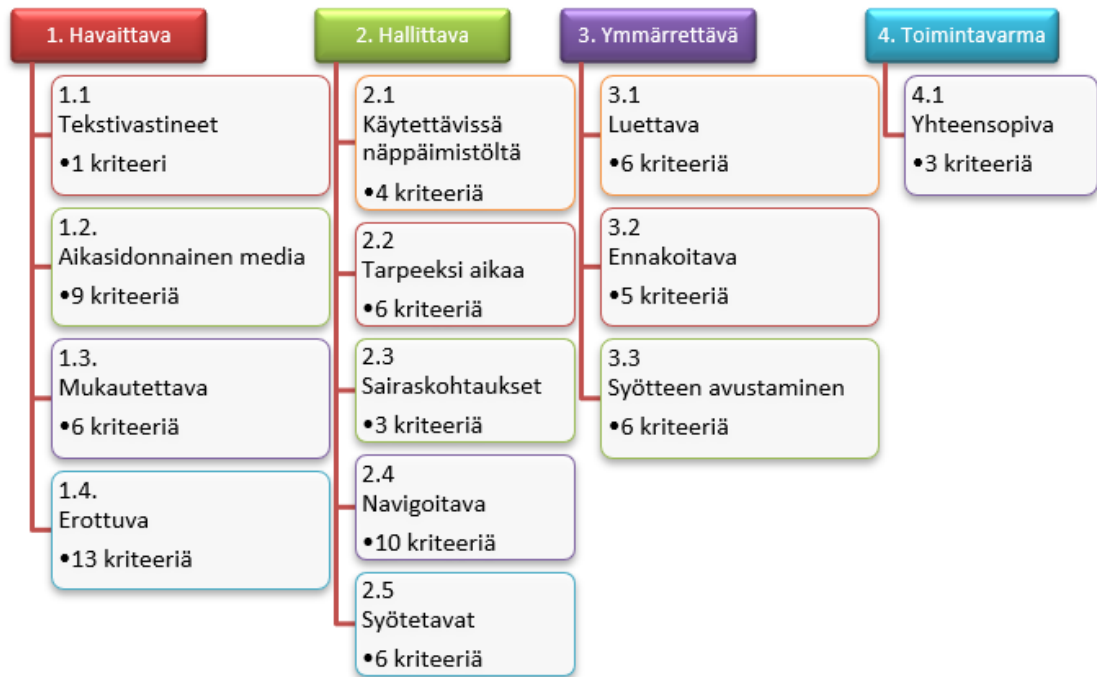 1. Havaittava
1.1
Tekstivastineet
•1 kriteeri
1.2.
Aikasidonnainen media
•9 kriteeriä
1.3.
Mukautettava
•6 kriteeriä
1.4.
Erottuva
•13 kriteeriä
2. Hallittava
2.1
Käytettävissä
näppäimistöltä
•4 kriteeriä
2.2
Tarpeeksi aikaa
•6 kriteeriä
2.3
Sairaskohtaukset
•3 kriteeriä
2.4
Navigoitava
•10 kriteeriä
2.5
Syötetavat
•6 kriteeriä
3. Ymmärrettävä
3.1
Luettava
•6 kriteeriä
3.2
Ennakoitava
•5 kriteeriä
3.3
Syötteen avustaminen
•6 kriteeriä
4. Toimintavarma
4.1
Yhteensopiva
•3 kriteeriä